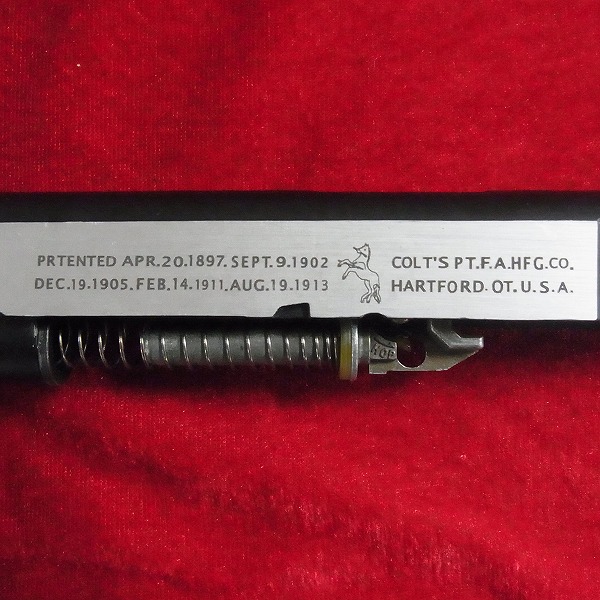 PRTENTED APR.20.1897. SEPT.9.1902
DEC.19.1905.FEB.14.1911.AUG.19.1913
COLT'S PT.F.A.HFG.CO.
HARTFORD.OT.U.S.A.